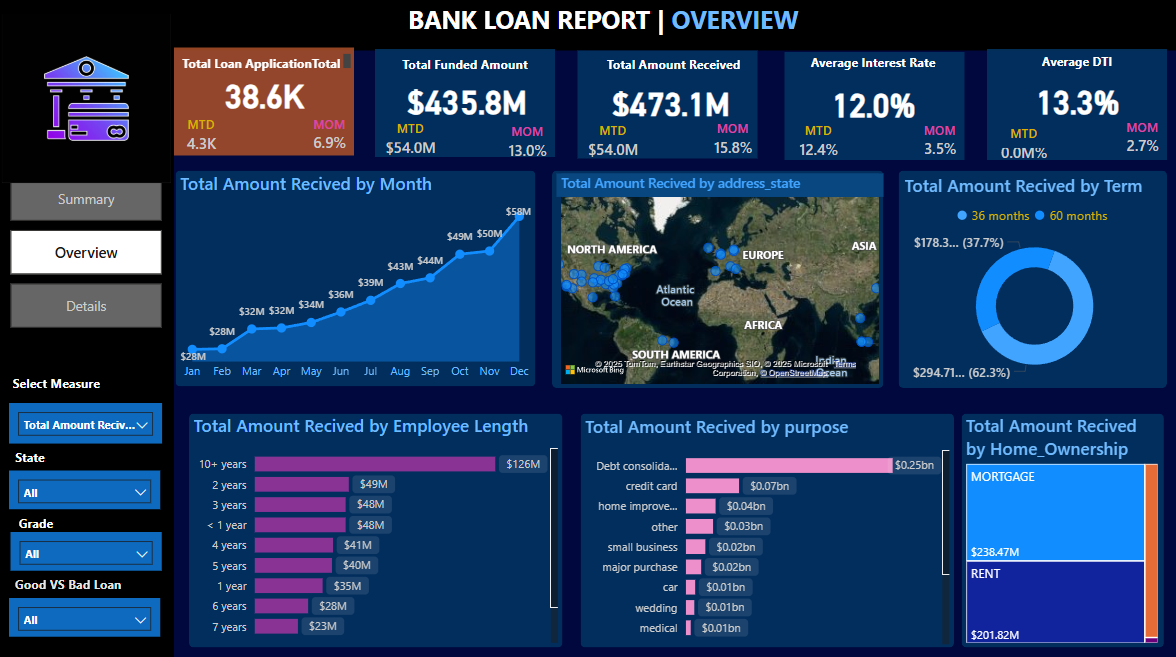 BANK LOAN REPORT | OVERVIEW
Total Loan ApplicationTotal
38.6K
MTD
4.3K
MOM
6.9%
Total Funded Amount
$435.8M
MTD
$54.0M
MOM
13.0%
Total Amount Received
$473.1M
MTD
$54.0M
MOM
15.8%
Average Interest Rate
12.0%
MTD
12.4%
MOM
3.5%
Average DTI
13.3%
MTD
0.0M%
MOM
2.7%
Summary
Overview
Details
Select Measure
Total Amount Reciv...
State
All
Grade
All
Good VS Bad Loan
All
Total Amount Recived by Month
$28M
$28M
$32M
$32M
$34M
$36M
$39M
$43M
$44M
$49M
$50M
$58M
Jan Feb Mar Apr May Jun Jul Aug Sep Oct Nov Dec
Total Amount Recived by address_state
NORTH AMERICA
EUROPE
ASIA
Atlantic
Ocean
AFRICA
SOUTH AMERICA
Indian
Ocean
Microsoft Bing
© 2025 TomTom, Earthstar Geographics SIO, © 2025 Microsoft
Corporation, © OpenStreetMap
Terms
Total Amount Recived by Term
36 months 60 months
$178.3... (37.7%)
$294.71... (62.3%)
Total Amount Recived by Employee Length
10+ years $126M
2 years $49M
3 years $48M
< 1 year $48M
4 years $41M
5 years $40M
1 year $35M
6 years $28M
7 years $23M
Total Amount Recived by purpose
Debt consolida... $0.25bn
credit card $0.07bn
home improve... $0.04bn
other $0.03bn
small business $0.02bn
major purchase $0.02bn
car $0.01bn
wedding $0.01bn
medical $0.01bn
Total Amount Recived
by Home_Ownership
MORTGAGE
$238.47M
RENT
$201.82M